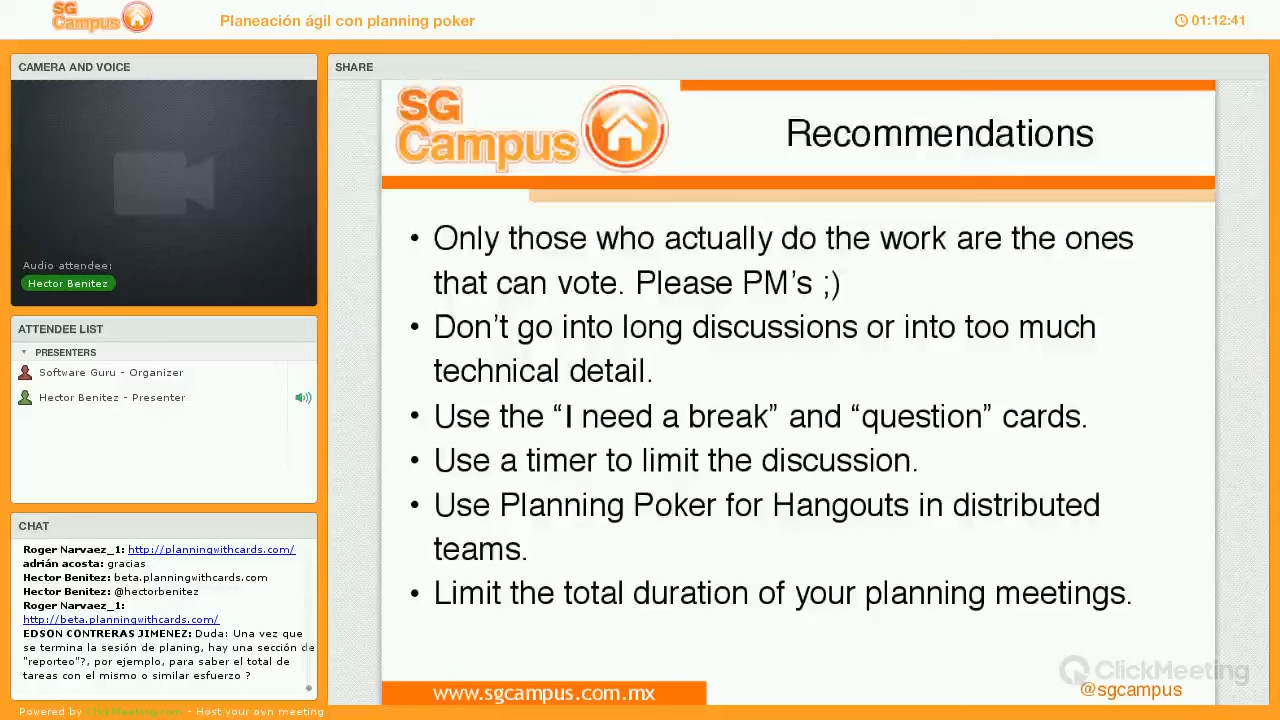 SG
Campus
Planeación ágil con planning poker
01:12:41
CAMERA AND VOICE
Audio attendee:
Hector Benitez
ATTENDEE LIST
PRESENTERS
Software Guru - Organizer
Hector Benitez - Presenter
CHAT
Roger Narvaez_1: http://planningwithcards.com/
adrián acosta: gracias
Hector Benitez: beta.planningwithcards.com
Hector Benitez: @hectorbenitez
Roger Narvaez_1:
http://beta.planningwithcards.com/
EDSON CONTRERAS JIMENEZ: Duda: Una vez que
se termina la sesión de planing, hay una sección de
"reporteo"?, por ejemplo, para saber el total de
tareas con el mismo o similar esfuerzo ?
Powered by ClickMeeting.com - Host your own meeting
SHARE
SG
Campus
Recommendations
• Only those who actually do the work are the ones
that can vote. Please PM's ;)
• Don't go into long discussions or into too much
technical detail.
• Use the “I need a break” and “question” cards.
• Use a timer to limit the discussion.
• Use Planning Poker for Hangouts in distributed
teams.
• Limit the total duration of your planning meetings.
www.sgcampus.com.mx
ClickMeeting
@sgcampus